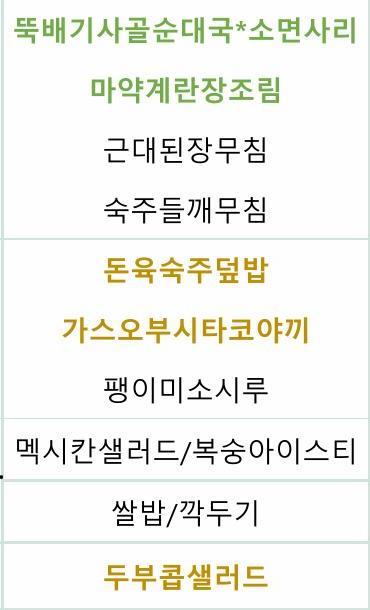 뚝배기사골순대국*소면사리
마약계란장조림
근대된장무침
숙주들깨무침
돈육숙주덮밥
가스오부시타코야끼
팽이미소시루
멕시칸샐러드/복숭아이스티
쌀밥/깍두기
두부콥샐러드